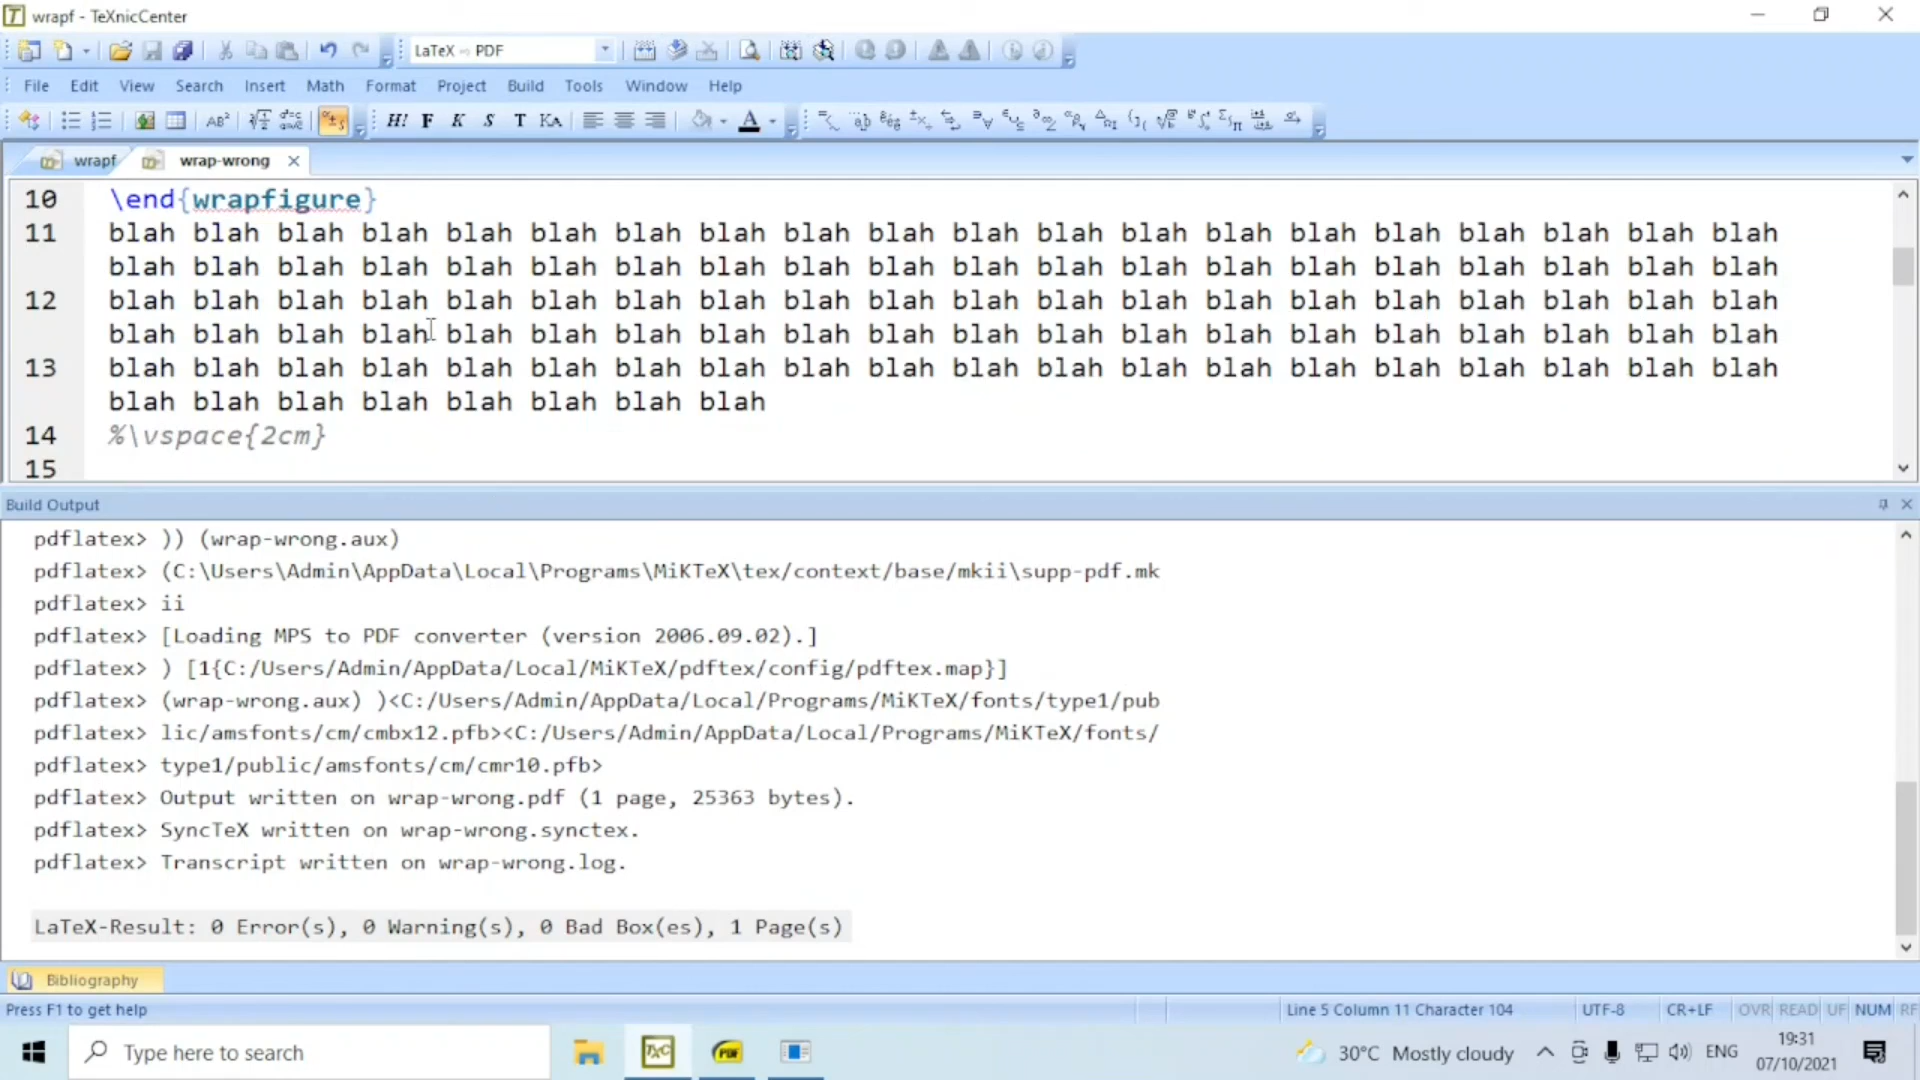 wrapf - TeXnicCenter
LaTeX ⇨ PDF
File Edit View Search Insert Math Format Project Build Tools Window Help
H! F K S T KA
wrapf wrap-wrong
10 \end{wrapfigure}
11 blah blah blah blah blah blah blah blah blah blah blah blah blah blah blah blah blah blah blah blah
blah blah blah blah blah blah blah blah blah blah blah blah blah blah blah blah blah blah blah blah
12 blah blah blah blah blah blah blah blah blah blah blah blah blah blah blah blah blah blah blah blah
blah blah blah blah blah blah blah blah blah blah blah blah blah blah blah blah blah blah blah blah
13 blah blah blah blah blah blah blah blah blah blah blah blah blah blah blah blah blah blah blah blah
blah blah blah blah blah blah blah blah
14 %\vspace{2cm}
15
Build Output
pdflatex> )) (wrap-wrong.aux)
pdflatex> (C:\Users\Admin\AppData\Local\Programs\MiKTeX\tex/context/base/mkii\supp-pdf.mk
pdflatex> ii
pdflatex> [Loading MPS to PDF converter (version 2006.09.02).]
pdflatex> ) [1{C:/Users/Admin/AppData/Local/MiKTeX/pdftex/config/pdftex.map}]
pdflatex> (wrap-wrong.aux) )<C:/Users/Admin/AppData/Local/Programs/MiKTeX/fonts/type1/pub
pdflatex> lic/amsfonts/cm/cmbx12.pfb><C:/Users/Admin/AppData/Local/Programs/MiKTeX/fonts/
pdflatex> type1/public/amsfonts/cm/cmr10.pfb>
pdflatex> Output written on wrap-wrong.pdf (1 page, 25363 bytes).
pdflatex> SyncTeX written on wrap-wrong.synctex.
pdflatex> Transcript written on wrap-wrong.log.
LaTeX-Result: 0 Error(s), 0 Warning(s), 0 Bad Box(es), 1 Page(s)
Bibliography
Press F1 to get help Line 5 Column 11 Character 104 UTF-8 CR+LF OVR READ UF NUM RF
Type here to search TXC PDF 30°C Mostly cloudy ENG 19:31
07/10/2021